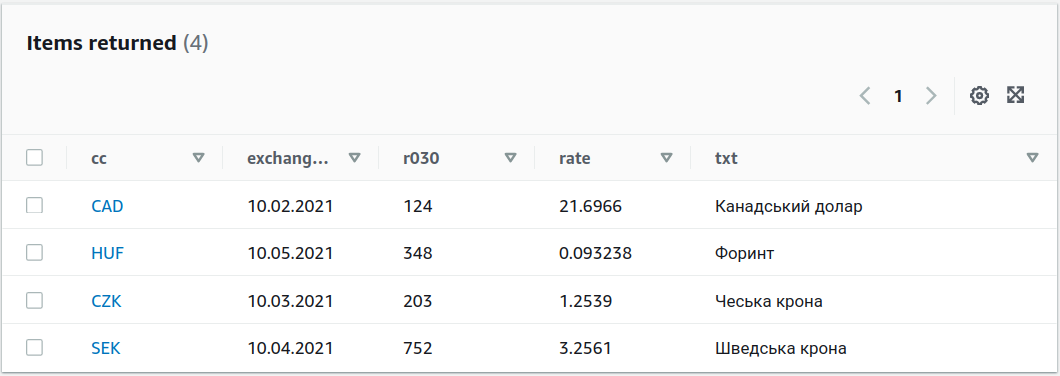 Items returned (4)
1
cc exchang... r030 rate txt
CAD 10.02.2021 124 21.6966 Канадський долар
HUF 10.05.2021 348 0.093238 Форинт
CZK 10.03.2021 203 1.2539 Чеська крона
SEK 10.04.2021 752 3.2561 Шведська крона